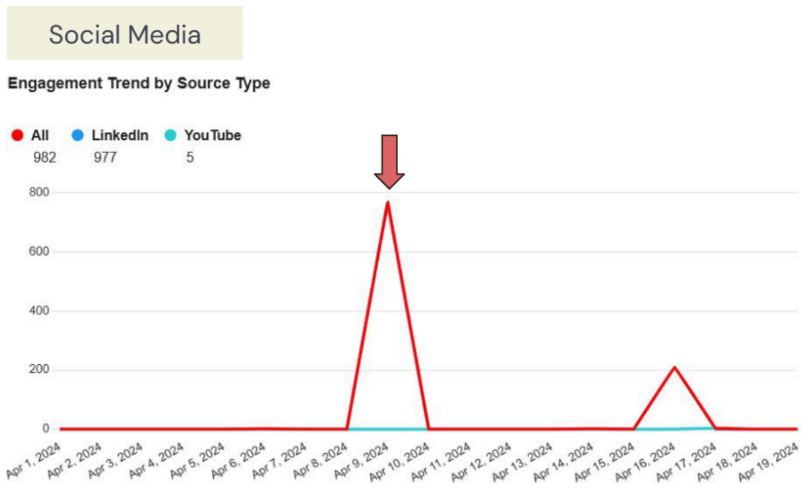 Social Media
Engagement Trend by Source Type
All LinkedIn YouTube
982 977 5
800
600
400
200
0
Apr 1, 2024 Apr 2, 2024 Apr 3, 2024 Apr 4, 2024 Apr 5, 2024 Apr 6, 2024 Apr 7, 2024 Apr 8, 2024 Apr 9, 2024 Apr 10, 2024 Apr 11, 2024 Apr 12, 2024 Apr 13, 2024 Apr 14, 2024 Apr 15, 2024 Apr 16, 2024 Apr 17, 2024 Apr 18, 2024 Apr 19, 2024